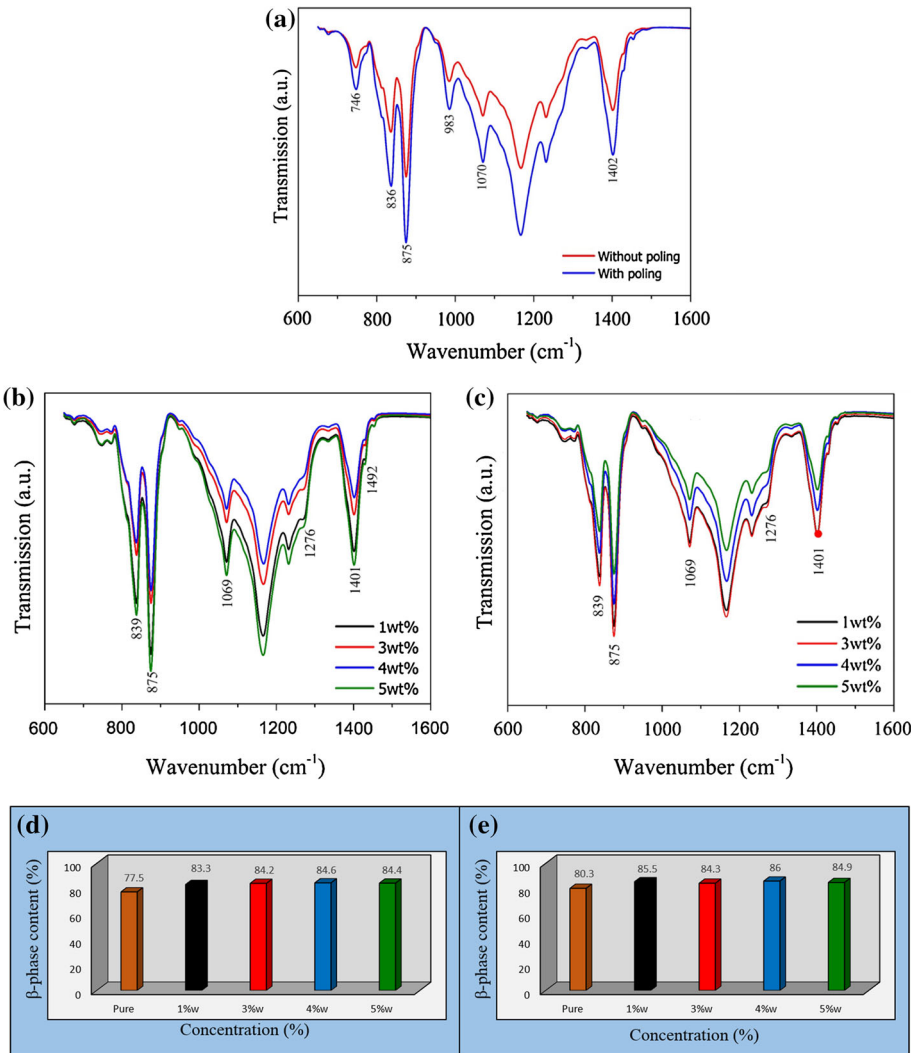 (a)
Transmission (a.u.)
746
836
875
983
1070
1402
Without poling
With poling
600 800 1000 1200 1400 1600
Wavenumber (cm⁻¹)
(b)
Transmission (a.u.)
839
875
1069
1276
1401
1492
1wt%
3wt%
4wt%
5wt%
600 800 1000 1200 1400 1600
Wavenumber (cm⁻¹)
(c)
Transmission (a.u.)
839
875
1069
1276
1401
1wt%
3wt%
4wt%
5wt%
600 800 1000 1200 1400 1600
Wavenumber (cm⁻¹)
(d)
β-phase content (%)
100
80
60
40
20
0
77.5 83.3 84.2 84.6 84.4
Pure 1%w 3%w 4%w 5%w
Concentration (%)
(e)
β-phase content (%)
100
80
60
40
20
0
80.3 85.5 84.3 86 84.9
Pure 1%w 3%w 4%w 5%w
Concentration (%)